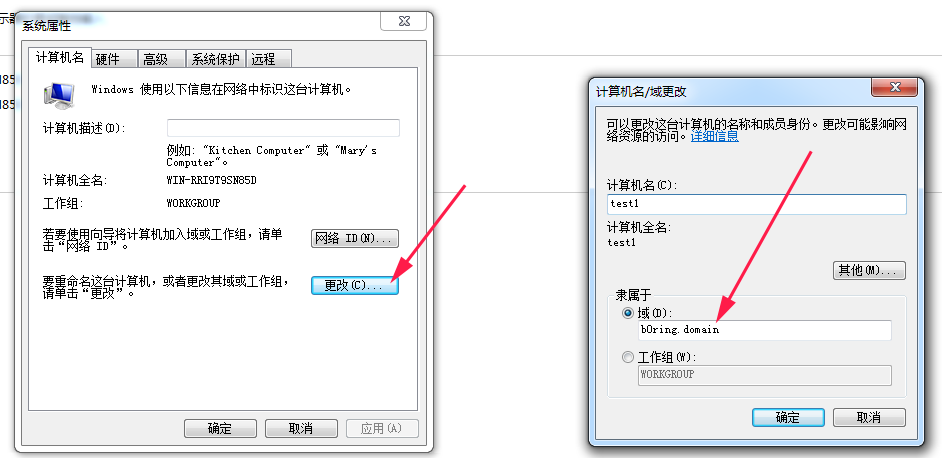 示器
系统属性
计算机名
硬件
高级
系统保护
远程
Windows 使用以下信息在网络中标识这台计算机。
计算机描述(D):
例如: "Kitchen Computer" 或 "Mary's
Computer"。
计算机全名:
WIN-RRI9T9SN85D
工作组:
WORKGROUP
若要使用向导将计算机加入域或工作组，请单
击“网络 ID”。
网络 ID(N)...
要重命名这台计算机，或者更改其域或工作组，
请单击“更改”。
更改(C)...
确定
取消
应用(A)
计算机名/域更改
可以更改这台计算机的名称和成员身份。更改可能影响网
络资源的访问。详细信息
计算机名(C):
test1
计算机全名:
test1
其他(M)...
隶属于
域(D):
b0ring.domain
工作组(W):
WORKGROUP
确定
取消